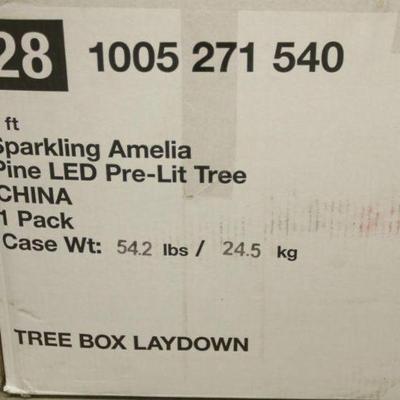 28 1005 271 540
ft
Sparkling Amelia
Pine LED Pre-Lit Tree
CHINA
1 Pack
Case Wt: 54.2 lbs / 24.5 kg
TREE BOX LAYDOWN